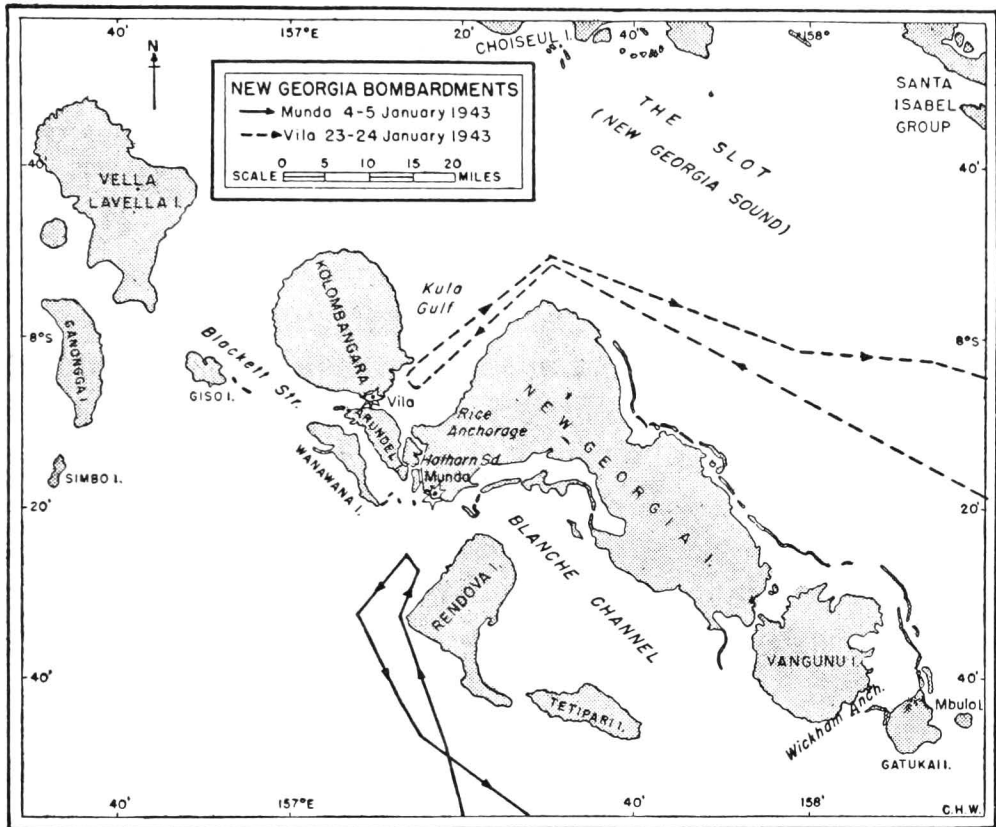 40'
157°E
20'
CHOISEUL I.
40'
158°
N
NEW GEORGIA BOMBARDMENTS
Munda 4-5 January 1943
Vila 23-24 January 1943
0 5 10 15 20
SCALE MILES
SANTA
ISABEL
GROUP
THE SLOT
(NEW GEORGIA SOUND)
40'
40'
VELLA
LAVELLA I.
KOLOMBANGARA
Kula
Gulf
8°S
8°S
GANONGGA I.
Blackett Str.
GISO I.
Vila
ARUNDEL
Rice
Anchorage
NEW GEORGIA I.
WANAWANA I.
Hathorn Sd.
Munda
SIMBO I.
20'
20'
BLANCHE CHANNEL
RENDOVA I.
VANGUNU I.
40'
40'
TETIPARI I.
Wickham Anch.
Mbulo I.
GATUKAI I.
40'
157°E
40'
158°
C.H.W.